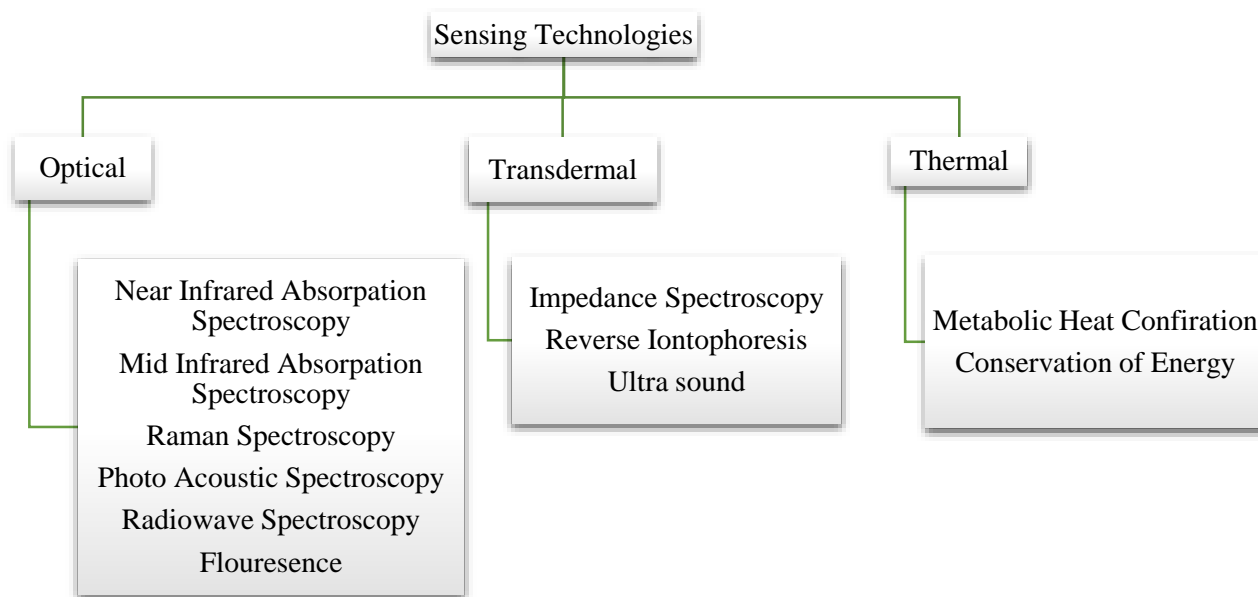 Sensing Technologies
Optical
Transdermal
Thermal
Near Infrared Absorpation
Spectroscopy
Mid Infrared Absorpation
Spectroscopy
Raman Spectroscopy
Photo Acoustic Spectroscopy
Radiowave Spectroscopy
Flouresence
Impedance Spectroscopy
Reverse Iontophoresis
Ultra sound
Metabolic Heat Confiration
Conservation of Energy